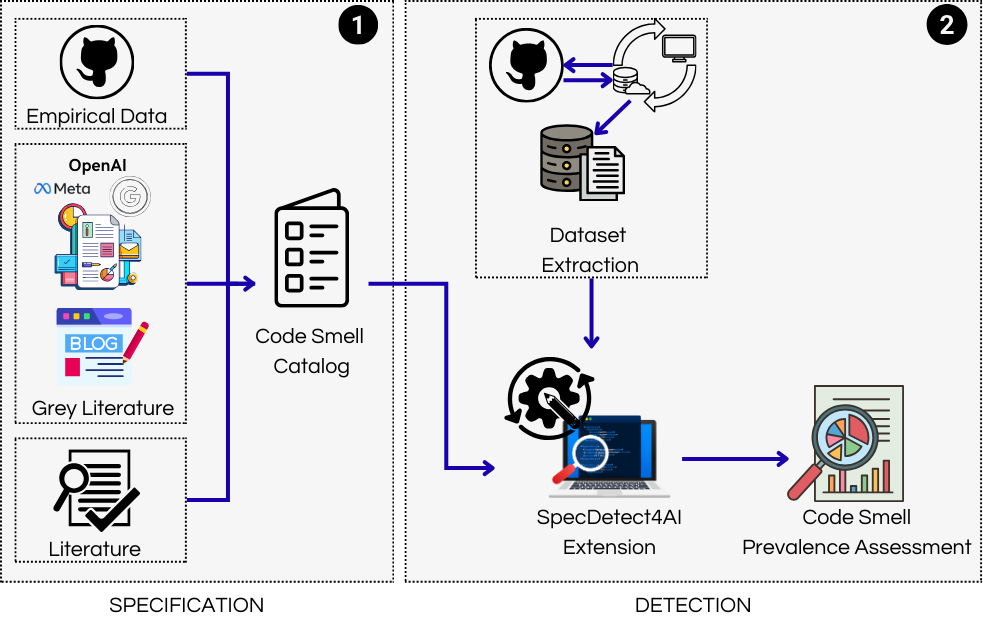 1
Empirical Data
OpenAI
Meta
G
BLOG
Grey Literature
Literature
Code Smell
Catalog
SPECIFICATION
2
Dataset
Extraction
SpecDetect4AI
Extension
Code Smell
Prevalence Assessment
DETECTION